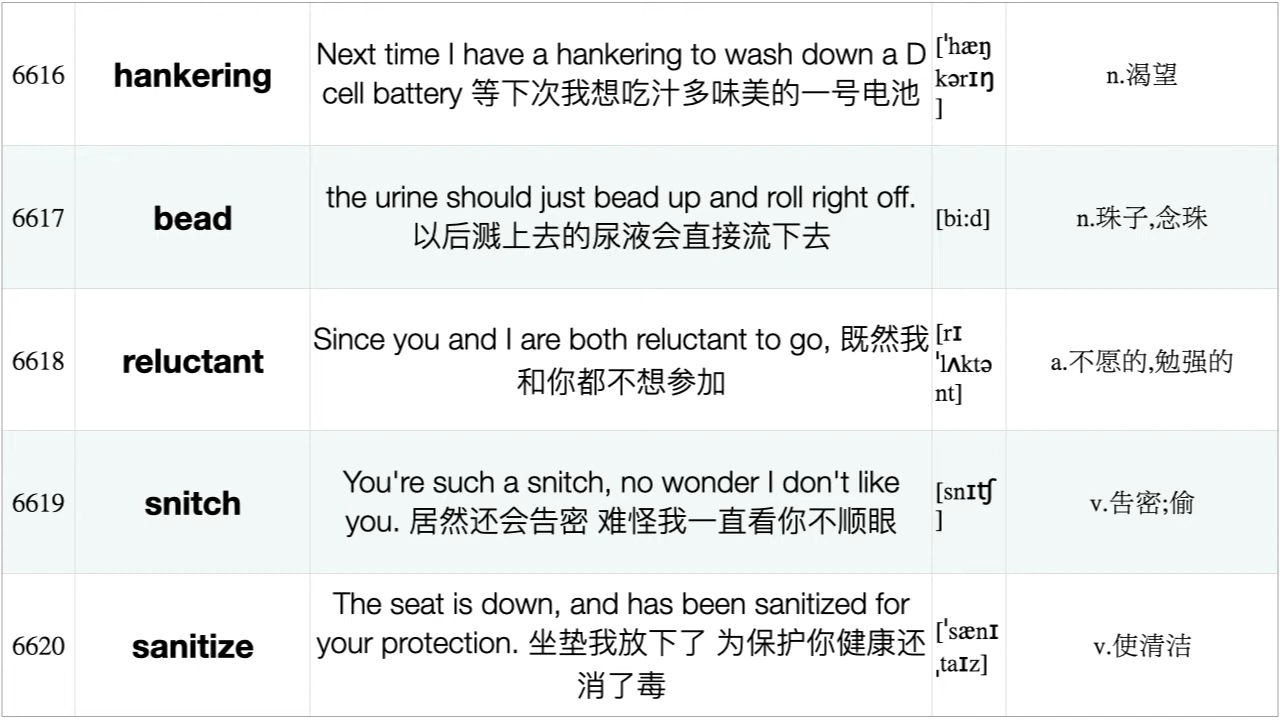 6616
hankering
Next time I have a hankering to wash down a D
cell battery 等下次我想吃汁多味美的一号电池
[ˈhæŋ
kərɪŋ
]
n.渴望
6617
bead
the urine should just bead up and roll right off.
以后溅上去的尿液会直接流下去
[bi:d]
n.珠子,念珠
6618
reluctant
Since you and I are both reluctant to go, 既然我
和你都不想参加
[rɪ
ˈlʌktə
nt]
a.不愿的,勉强的
6619
snitch
You're such a snitch, no wonder I don't like
you. 居然还会告密 难怪我一直看你不顺眼
[snɪʧ
]
v.告密;偷
6620
sanitize
The seat is down, and has been sanitized for
your protection. 坐垫我放下了 为保护你健康还
消了毒
[ˈsænɪ
ˌtaɪz]
v.使清洁